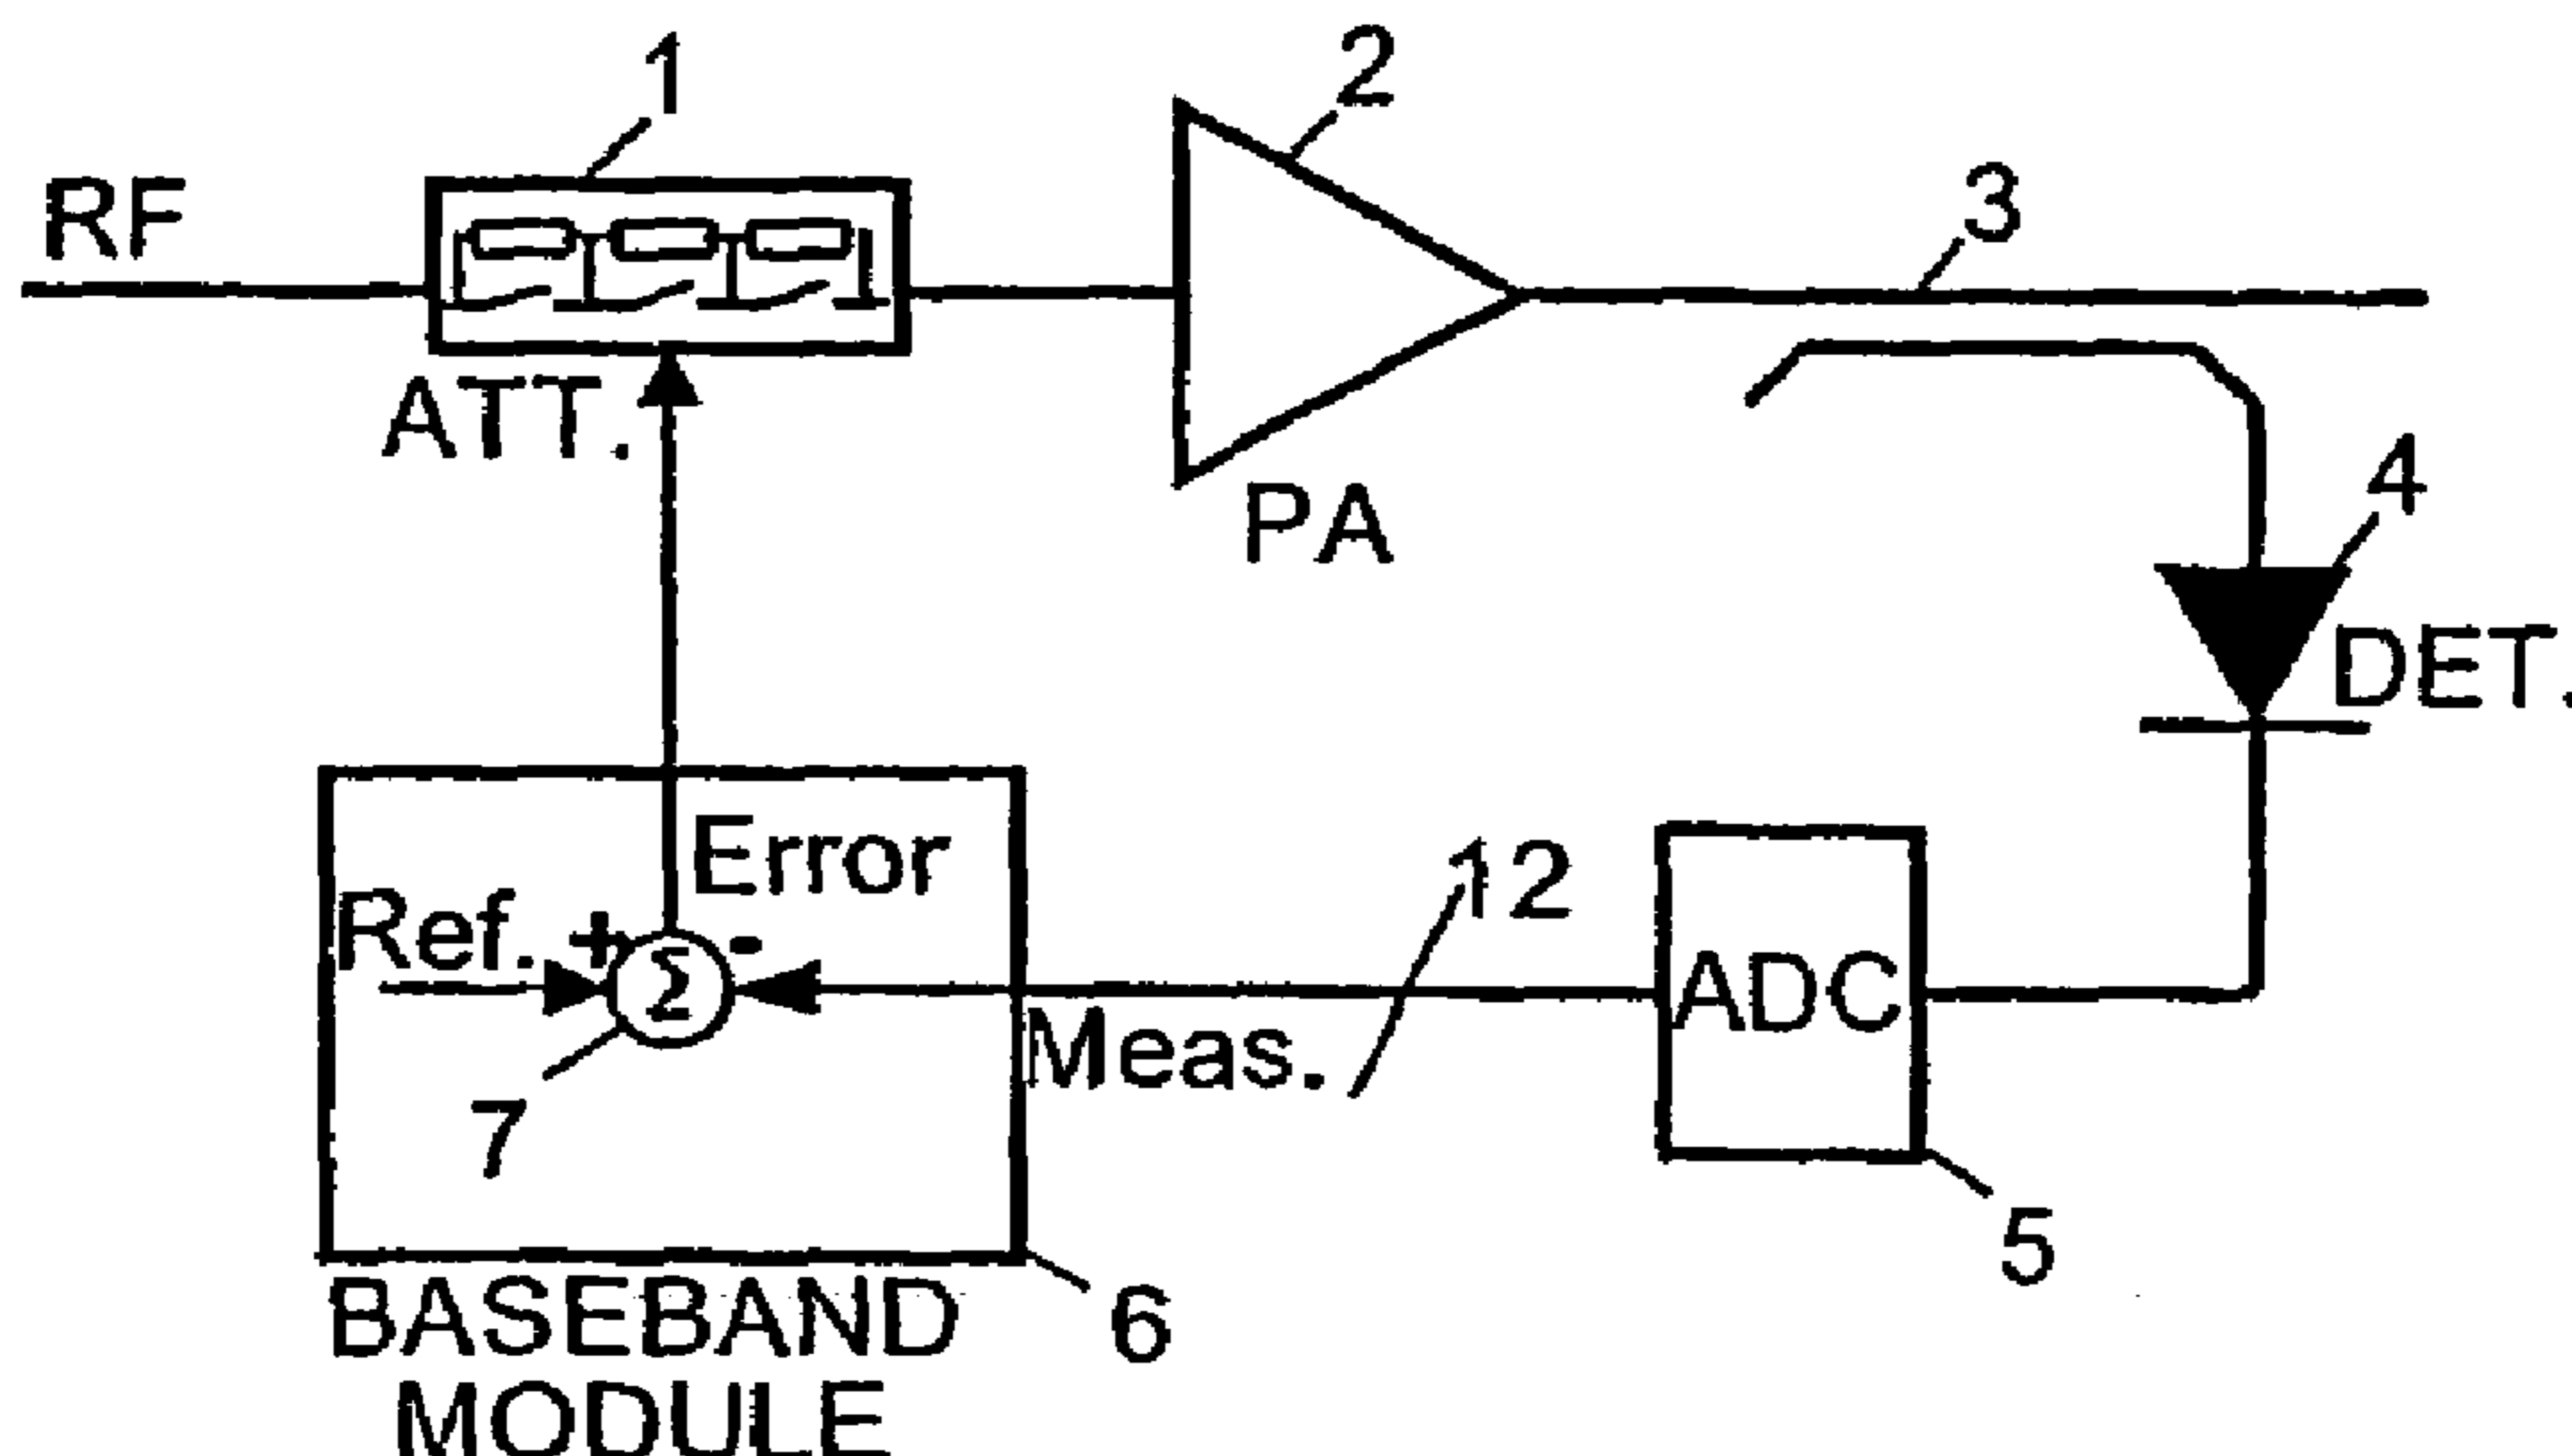 1
2
RF
3
ATT.
PA
4
DET.
Error
12
Ref. + -
Σ
ADC
Meas.
7
5
6
BASEBAND
MODULE